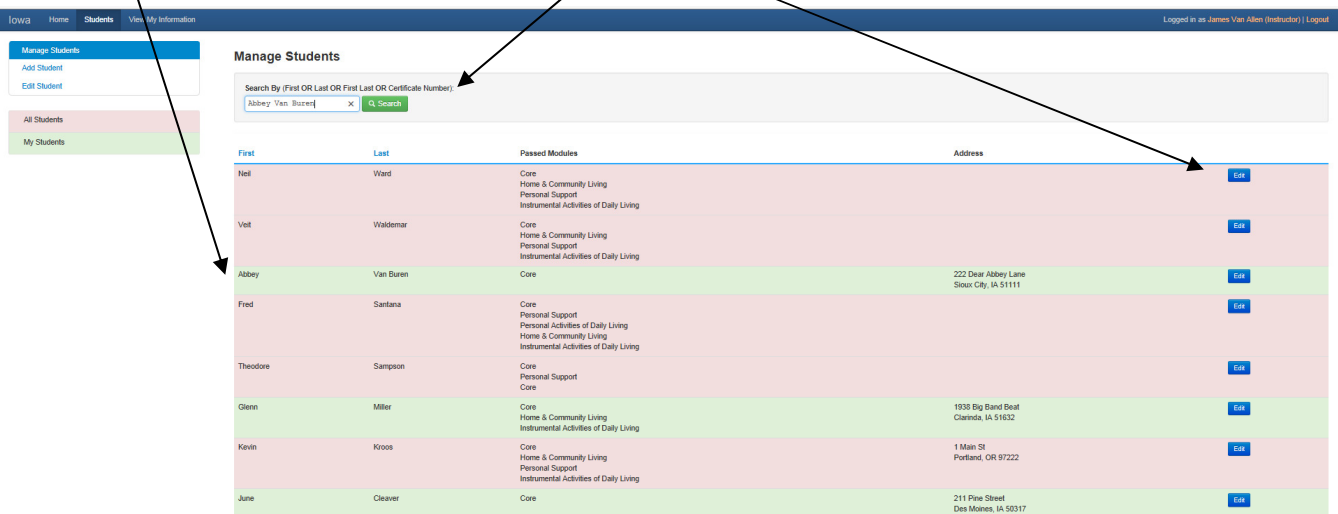 Iowa Home Students View My Information Logged in as James Van Allen (Instructor) | Logout
Manage Students
Add Student
Edit Student
All Students
My Students
Manage Students
Search By (First OR Last OR First Last OR Certificate Number):
Abbey Van Buren x Search
First Last Passed Modules Address
Neil Ward Core Edit
Home & Community Living
Personal Support
Instrumental Activities of Daily Living
Veit Waldemar Core Edit
Home & Community Living
Personal Support
Instrumental Activities of Daily Living
Abbey Van Buren Core 222 Dear Abbey Lane Edit
Sioux City, IA 51111
Fred Santana Core Edit
Personal Support
Personal Activities of Daily Living
Home & Community Living
Instrumental Activities of Daily Living
Theodore Sampson Core Edit
Personal Support
Core
Glenn Miller Core 1938 Big Band Beat Edit
Home & Community Living Clarinda, IA 51632
Instrumental Activities of Daily Living
Kevin Kroos Core 1 Main St Edit
Home & Community Living Portland, OR 97222
Personal Support
Instrumental Activities of Daily Living
June Cleaver Core 211 Pine Street Edit
Des Moines, IA 50317